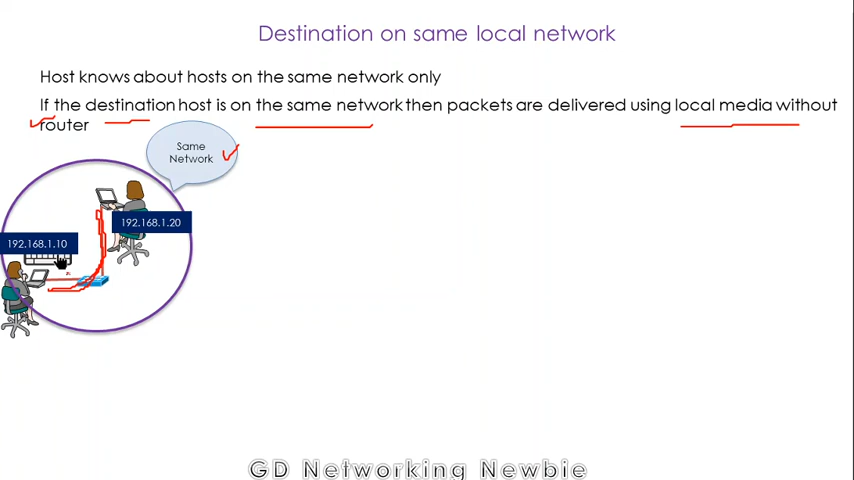 Destination on same local network
Host knows about hosts on the same network only
If the destination host is on the same network then packets are delivered using local media without
router
Same
Network
192.168.1.20
192.168.1.10
GD Networking Newbie